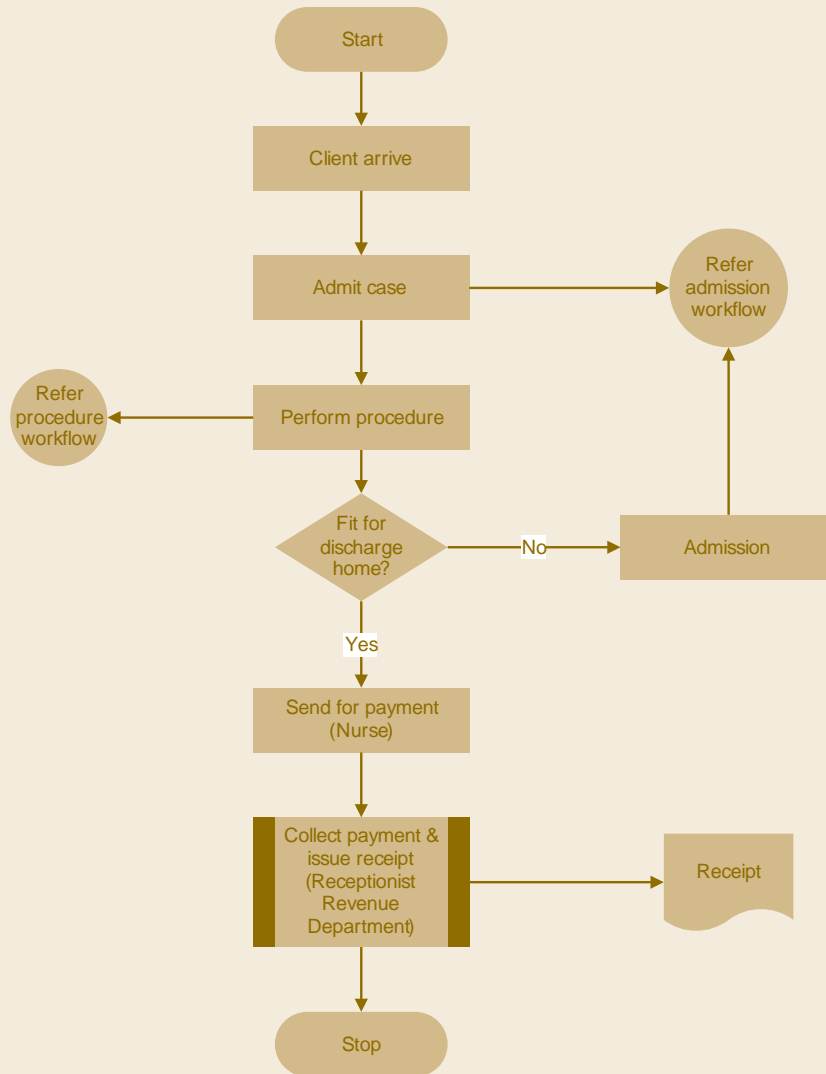 Start
Client arrive
Admit case
Refer
admission
workflow
Refer
procedure
workflow
Perform procedure
Fit for
discharge
home?
No
Admission
Yes
Send for payment
(Nurse)
Collect payment &
issue receipt
(Receptionist
Revenue
Department)
Receipt
Stop